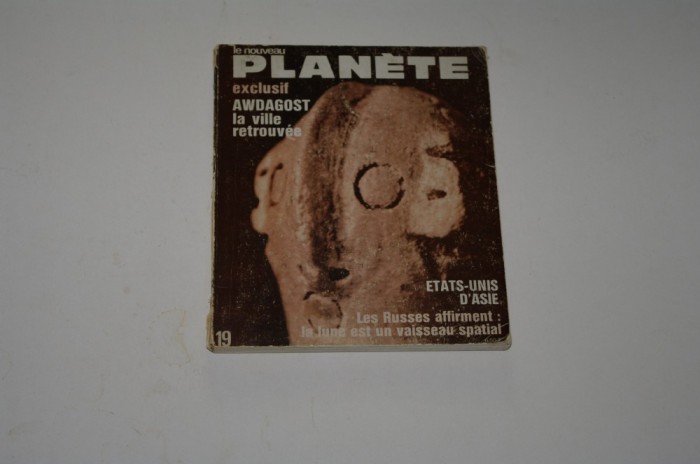 le nouveau
PLANÈTE
exclusif
AWDAGOST
la ville
retrouvée
ETATS-UNIS
D'ASIE
Les Russes affirment :
la lune est un vaisseau spatial
19